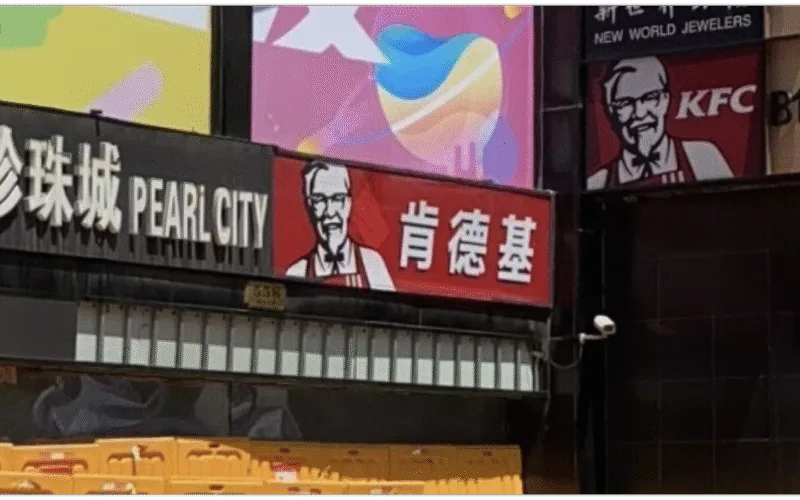 珍珠城 PEARL CITY
肯德基
NEW WORLD JEWELERS
KFC